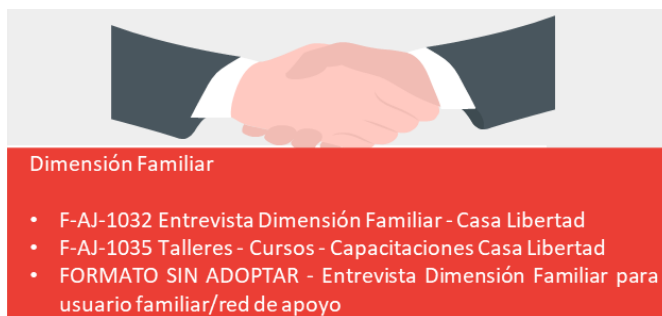 Dimensión Familiar
• F-AJ-1032 Entrevista Dimensión Familiar - Casa Libertad
• F-AJ-1035 Talleres - Cursos - Capacitaciones Casa Libertad
• FORMATO SIN ADOPTAR - Entrevista Dimensión Familiar para
usuario familiar/red de apoyo